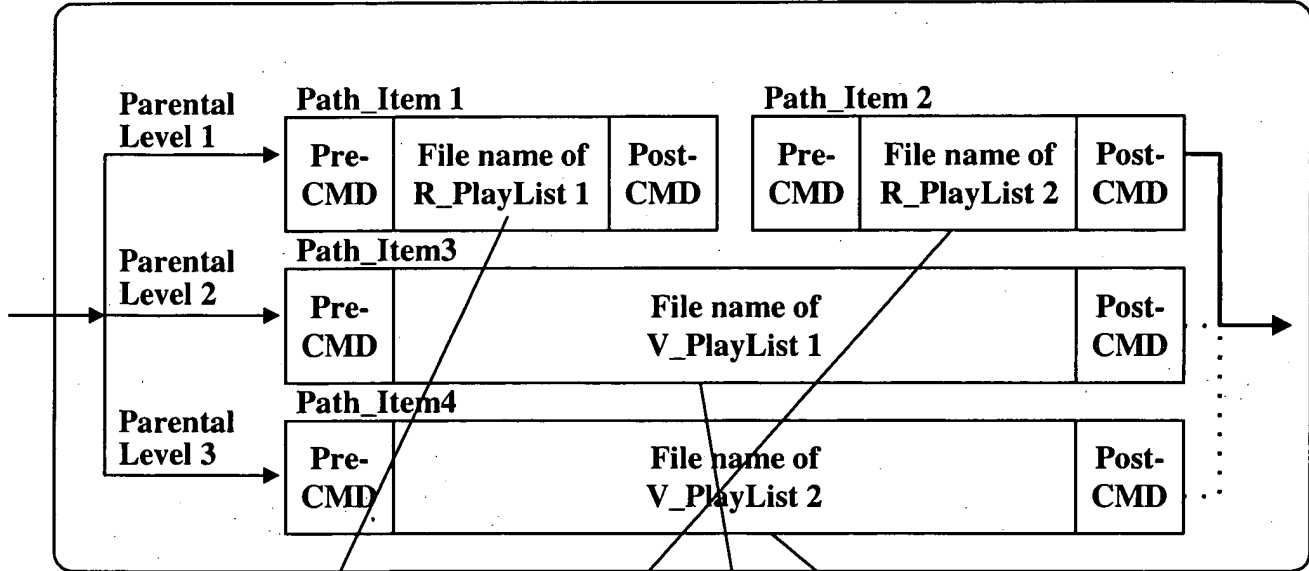 Parental
Level 1
Path_Item 1
Pre-
CMD
File name of
R_PlayList 1
Post-
CMD
Path_Item 2
Pre-
CMD
File name of
R_PlayList 2
Post-
CMD
Parental
Level 2
Path_Item3
Pre-
CMD
File name of
V_PlayList 1
Post-
CMD
Parental
Level 3
Path_Item4
Pre-
CMD
File name of
V_PlayList 2
Post-
CMD